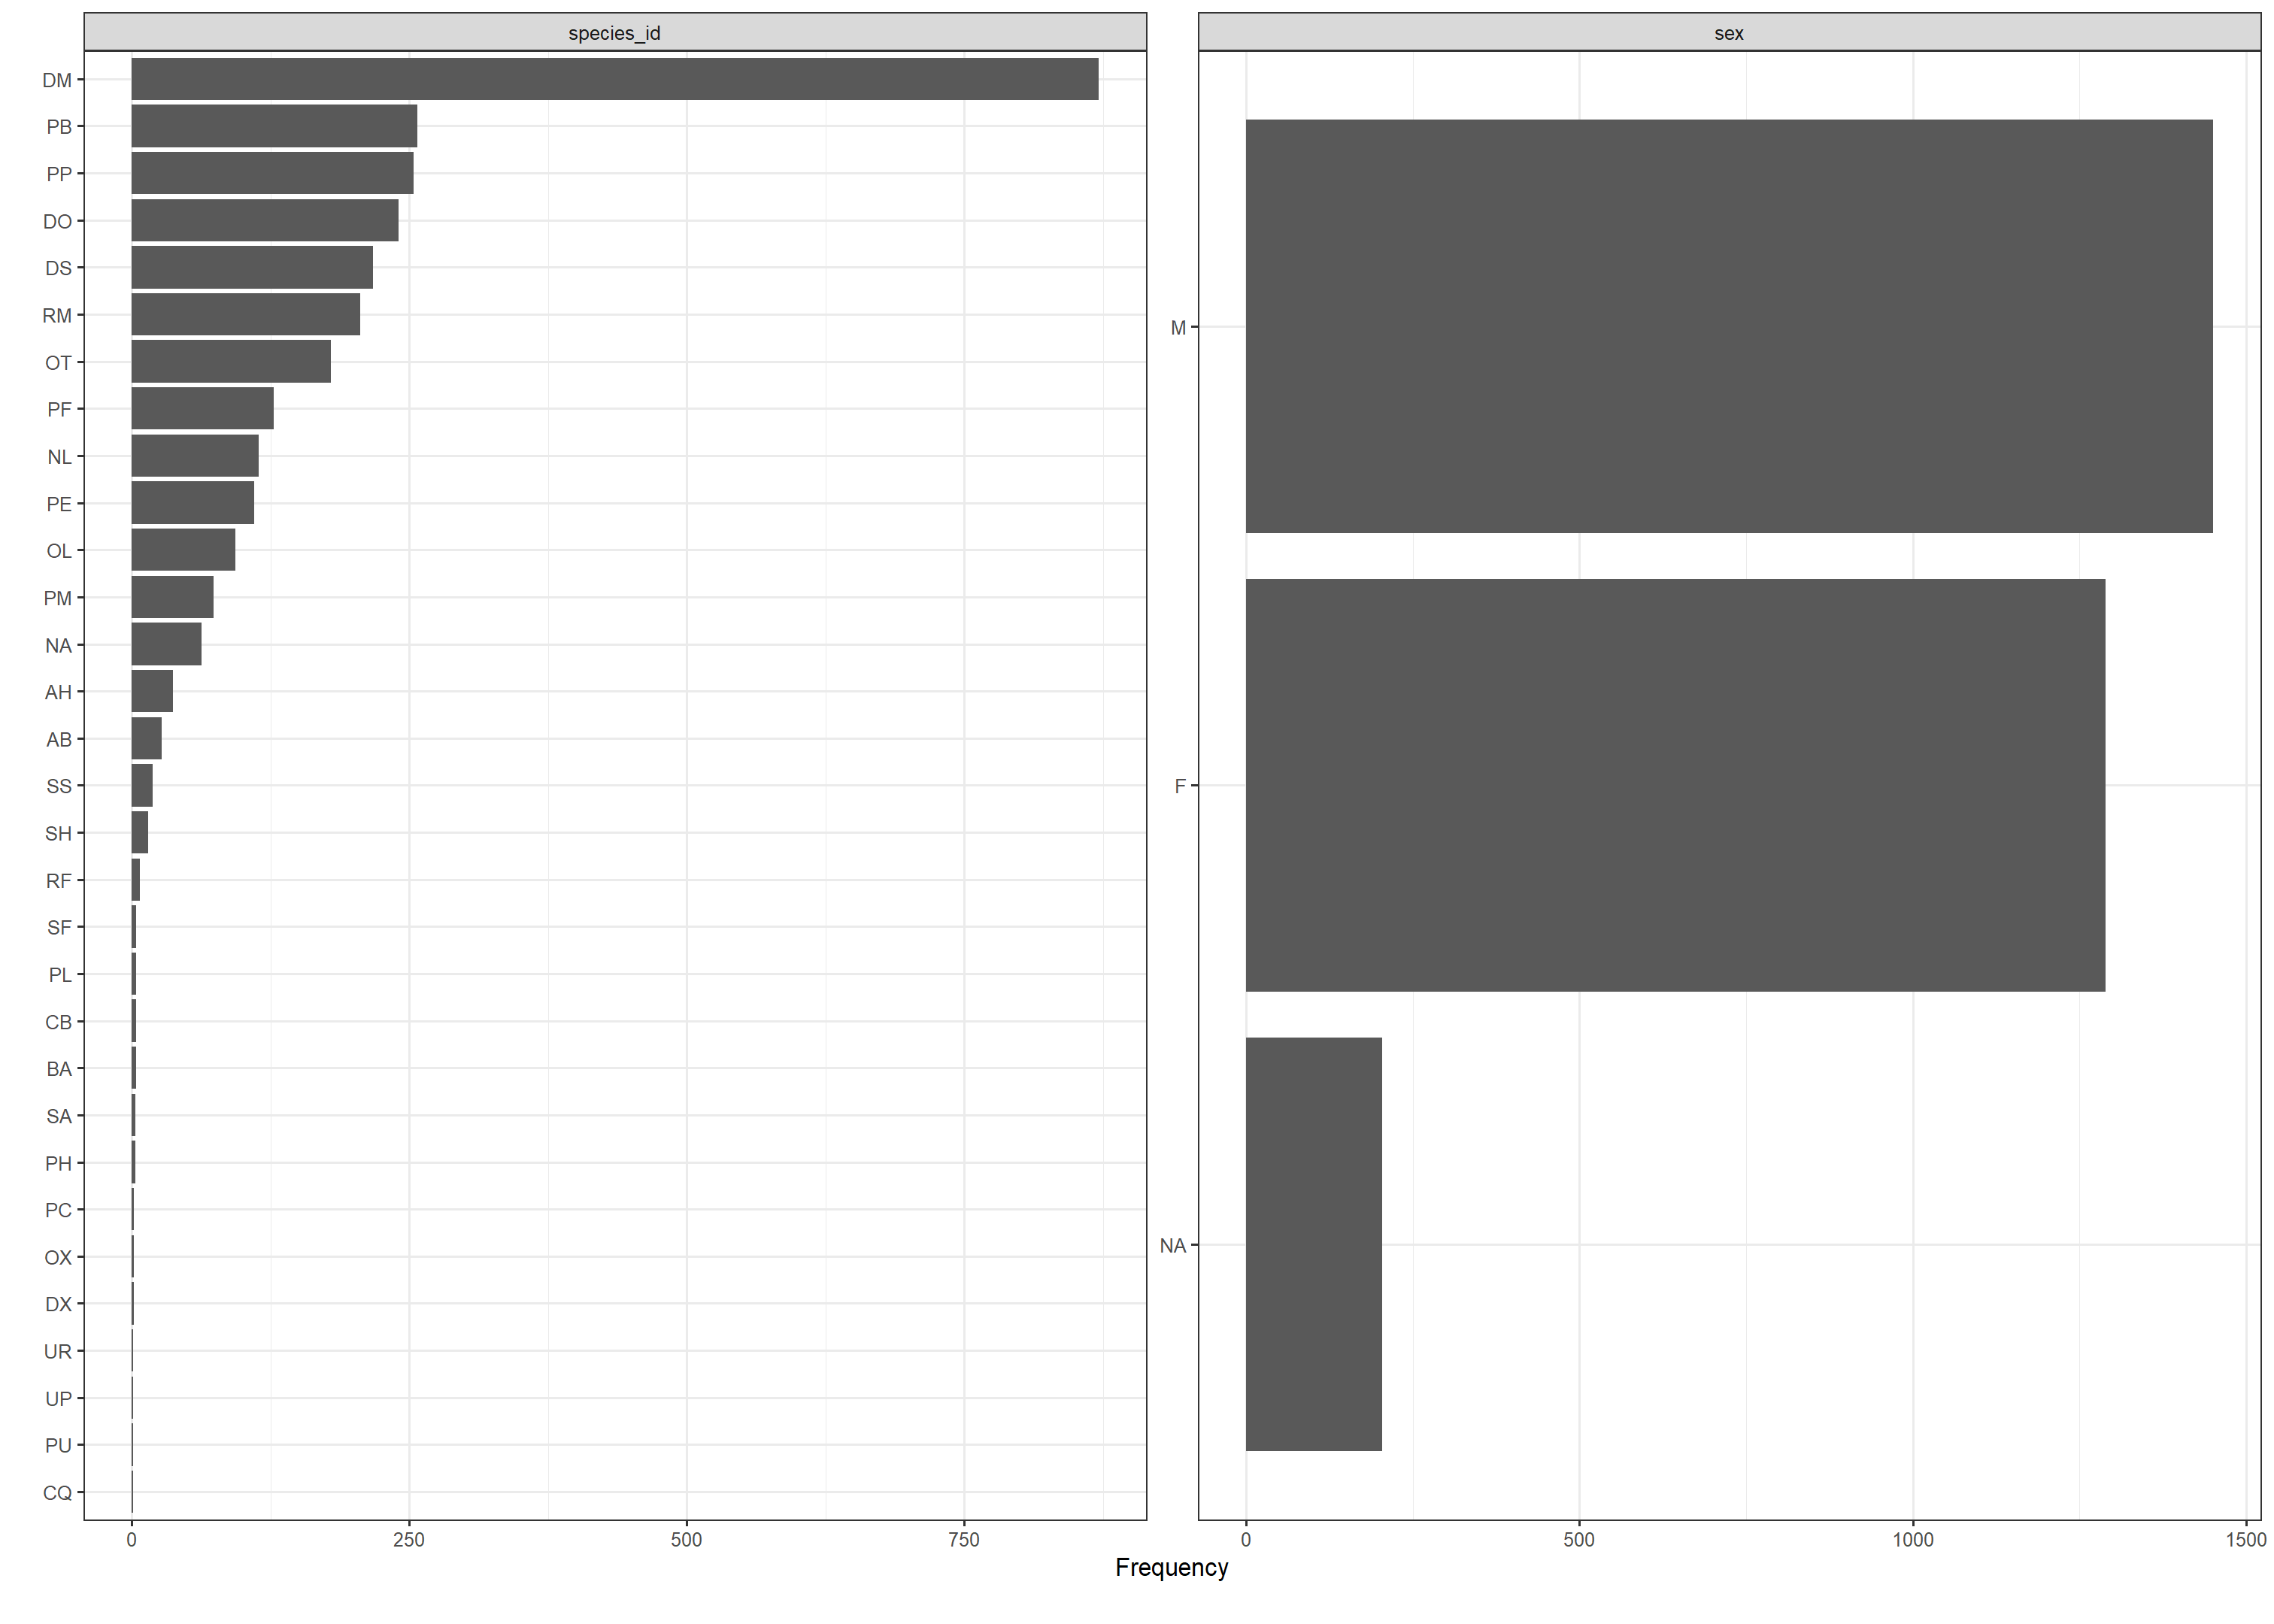 species_id
DM
PB
PP
DO
DS
RM
OT
PF
NL
PE
OL
PM
NA
AH
AB
SS
SH
RF
SF
PL
CB
BA
SA
PH
PC
OX
DX
UR
UP
PU
CQ
0 250 500 750
sex
M
F
NA
0 500 1000 1500
Frequency